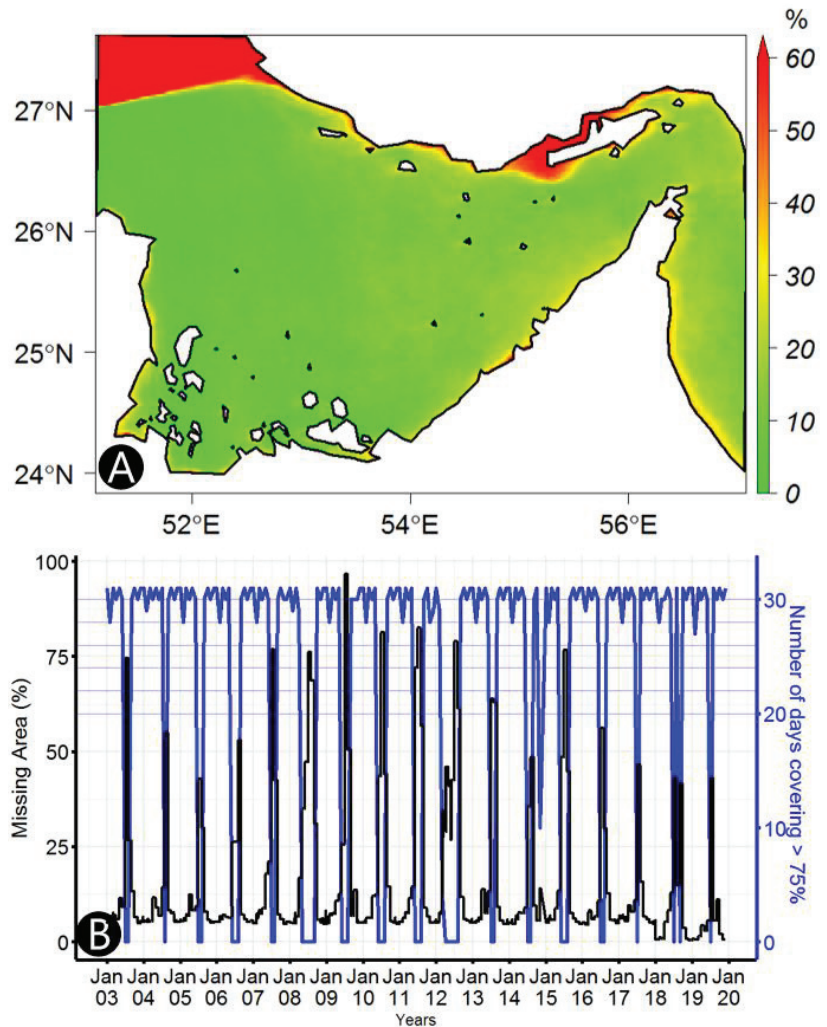 %
60
50
40
30
20
10
0
27°N
26°N
25°N
24°N
52°E 54°E 56°E
A
100
75
50
25
0
Missing Area (%)
30
20
10
0
Number of days covering > 75%
B
Jan Jan Jan Jan Jan Jan Jan Jan Jan Jan Jan Jan Jan Jan Jan Jan Jan Jan
03 04 05 06 07 08 09 10 11 12 13 14 15 16 17 18 19 20
Years